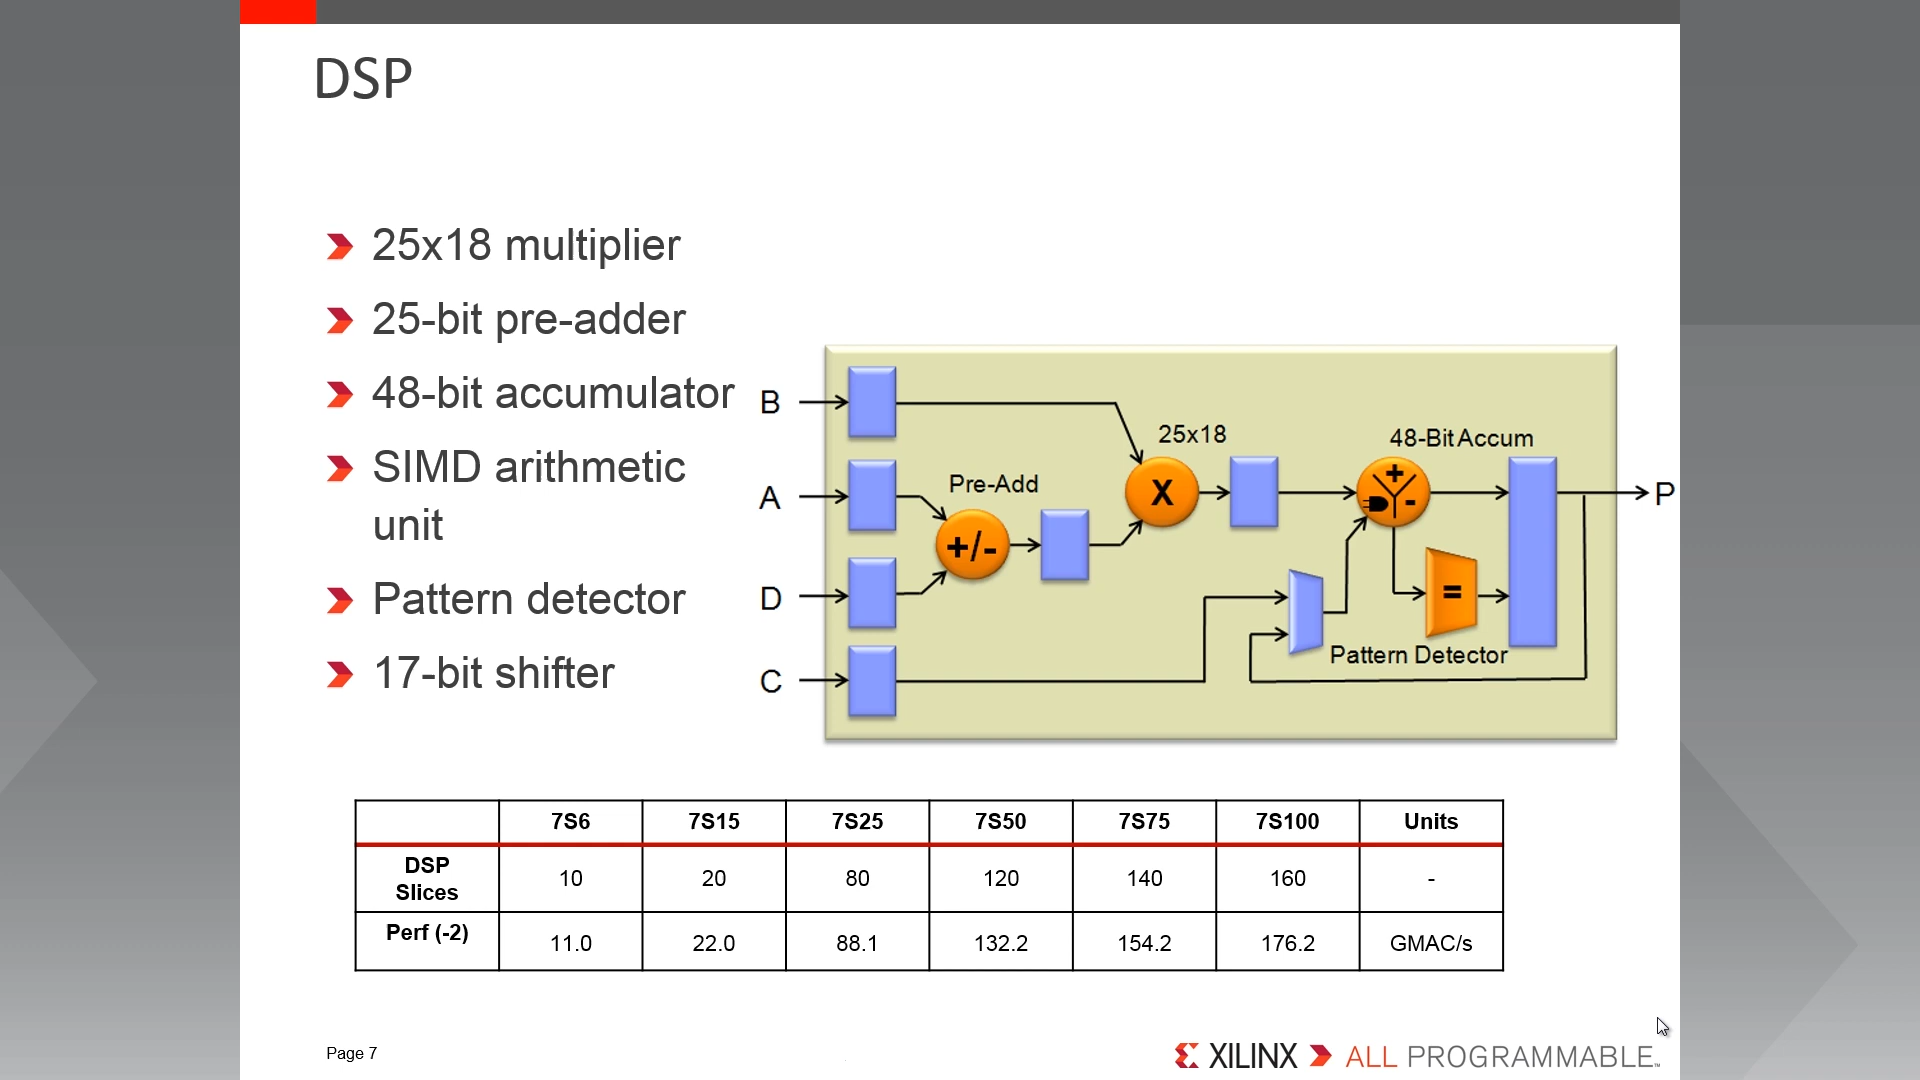 DSP
25x18 multiplier
25-bit pre-adder
48-bit accumulator
SIMD arithmetic
unit
Pattern detector
17-bit shifter
B
A
D
C
Pre-Add
+/-
25x18
X
48-Bit Accum
+
-
=
Pattern Detector
P
7S6 7S15 7S25 7S50 7S75 7S100 Units
DSP
Slices
10 20 80 120 140 160 -
Perf (-2)
11.0 22.0 88.1 132.2 154.2 176.2 GMAC/s
Page 7
XILINX ALL PROGRAMMABLE™